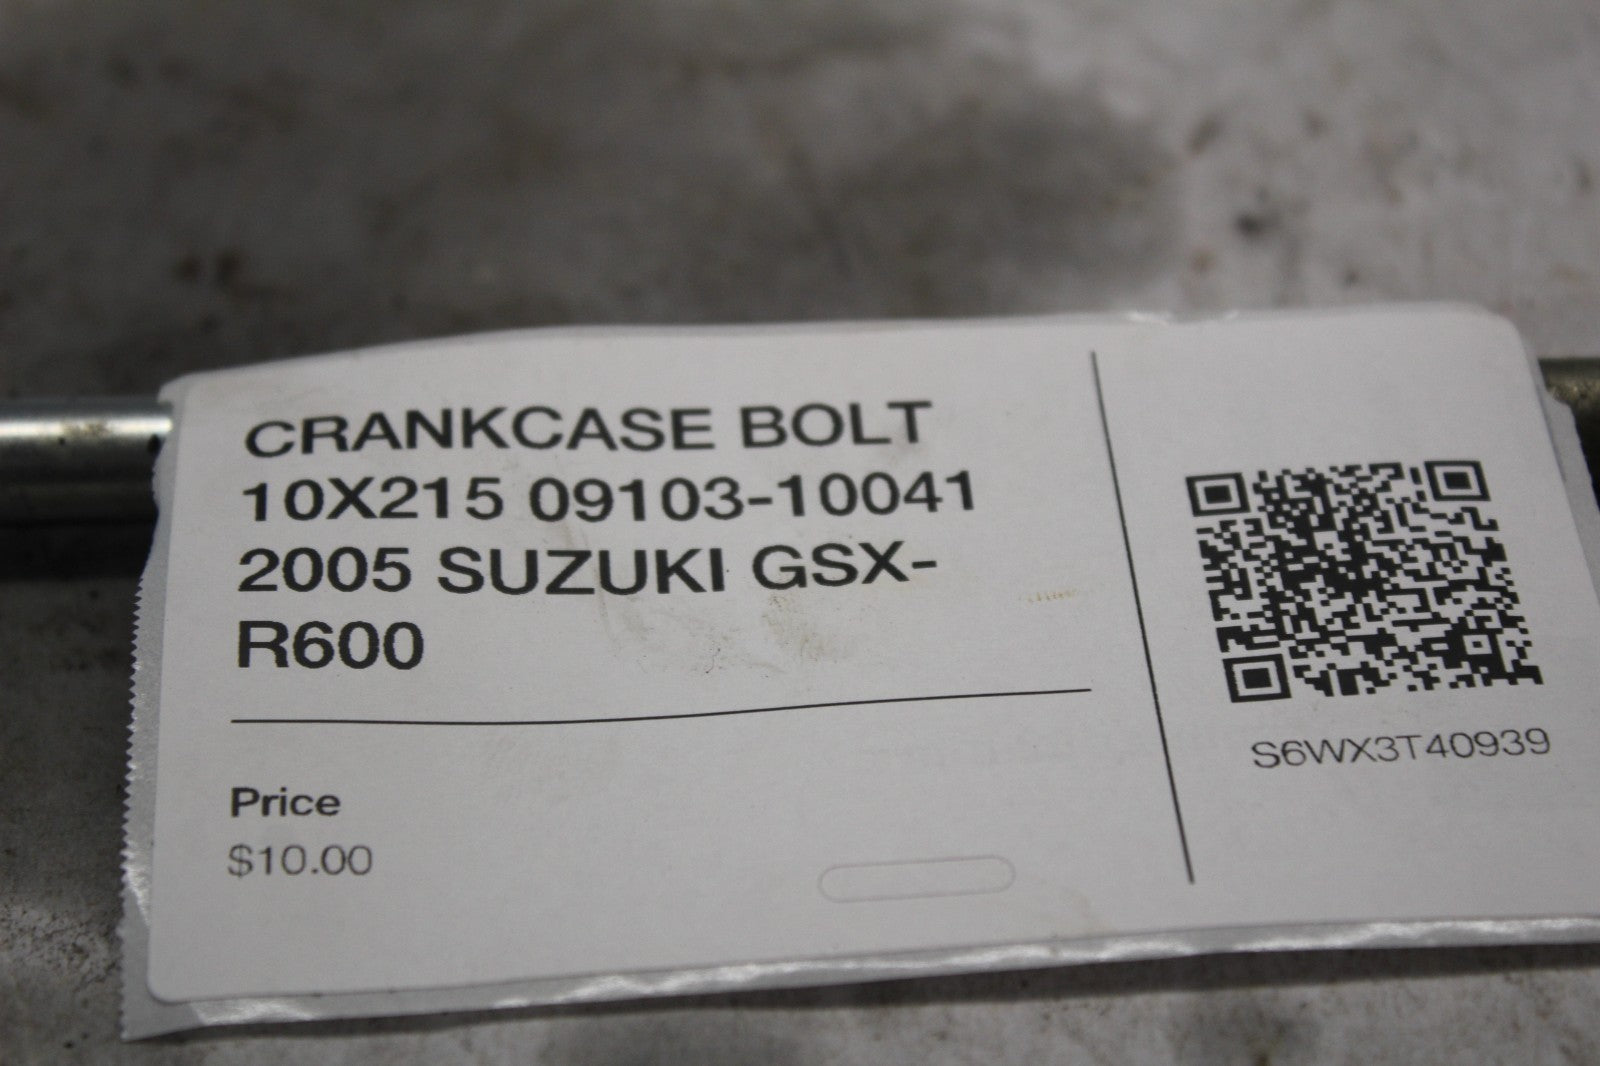 CRANKCASE BOLT
10X215 09103-10041
2005 SUZUKI GSX-
R600
Price
$10.00
S6WX3T40939